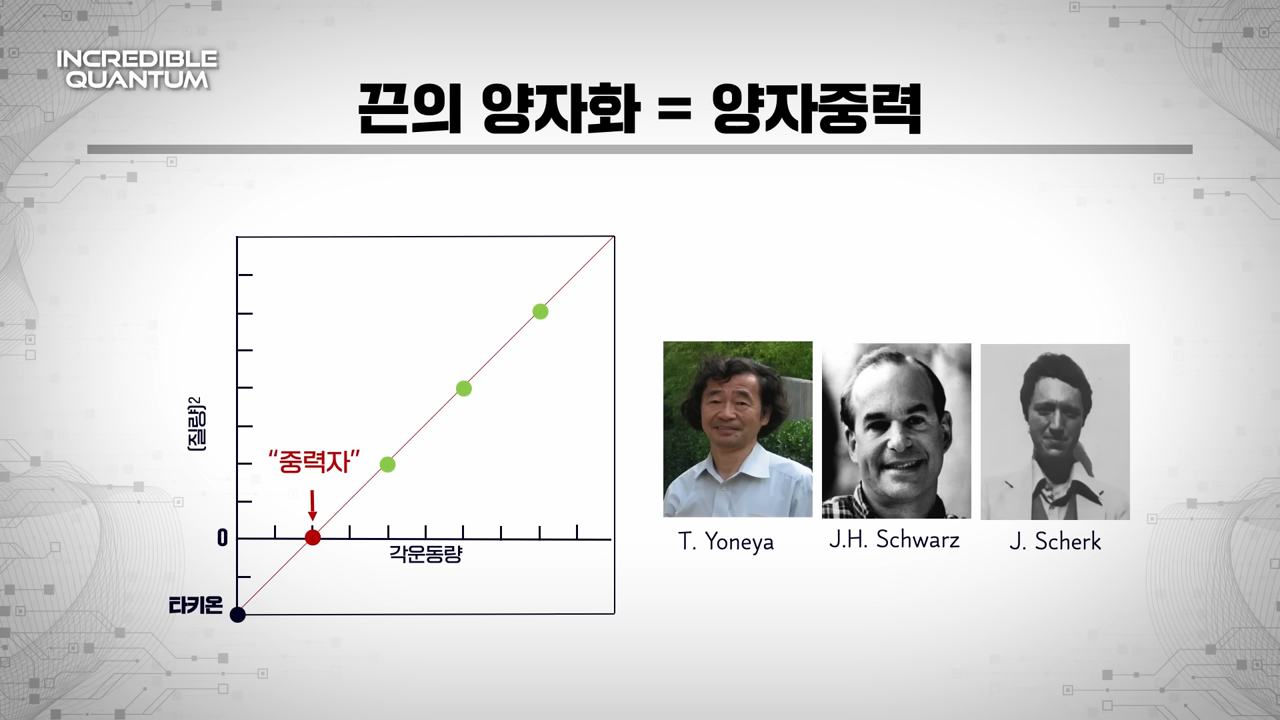 INCREDIBLE
QUANTUM
끈의 양자화 = 양자중력
(질량)²
“중력자”
0
각운동량
타키온
T. Yoneya
J.H. Schwarz
J. Scherk